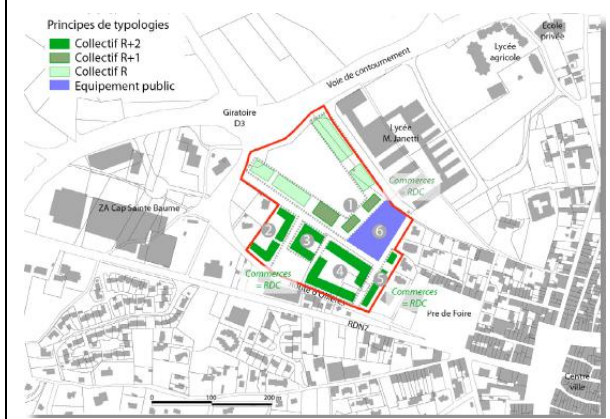 Principes de typologies
Collectif R+2
Collectif R+1
Collectif R
Equipement public
Ecole
privée
Lycée
agricole
Voie de contournement
Giratoire
D3
Lycée
M. Janetti
Commerces
= RDC
ZA Cap Sainte Baume
1
2
3
4
5
6
Commerces
= RDC
Commerces
= RDC
RDN7
Pre de Foire
Centre
ville
0
100
200 m